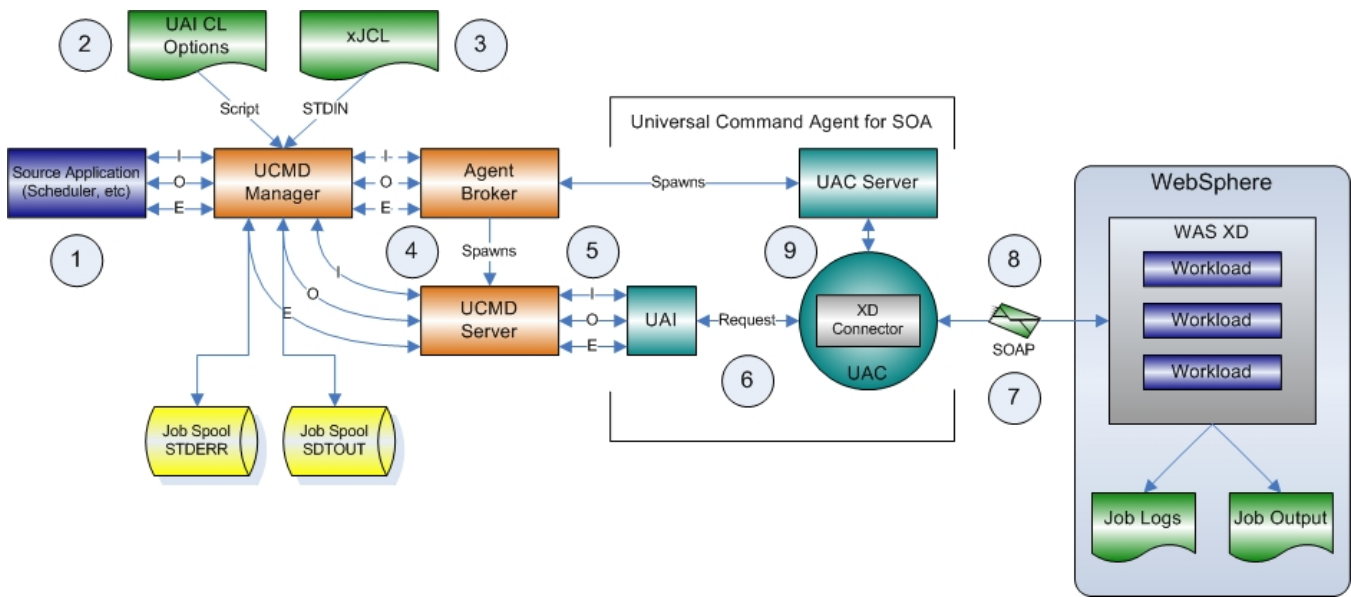 2
UAI CL
Options
xJCL
3
Script
STDIN
Universal Command Agent for SOA
Source Application
(Scheduler, etc)
I
O
E
UCMD
Manager
I
O
E
Agent
Broker
Spawns
UAC Server
WebSphere
WAS XD
Workload
Workload
Workload
1
4
5
9
8
Spawns
I
O
E
UCMD
Server
I
O
E
UAI
Request
XD
Connector
UAC
SOAP
6
7
Job Spool
STDERR
Job Spool
SDTOUT
Job Logs
Job Output